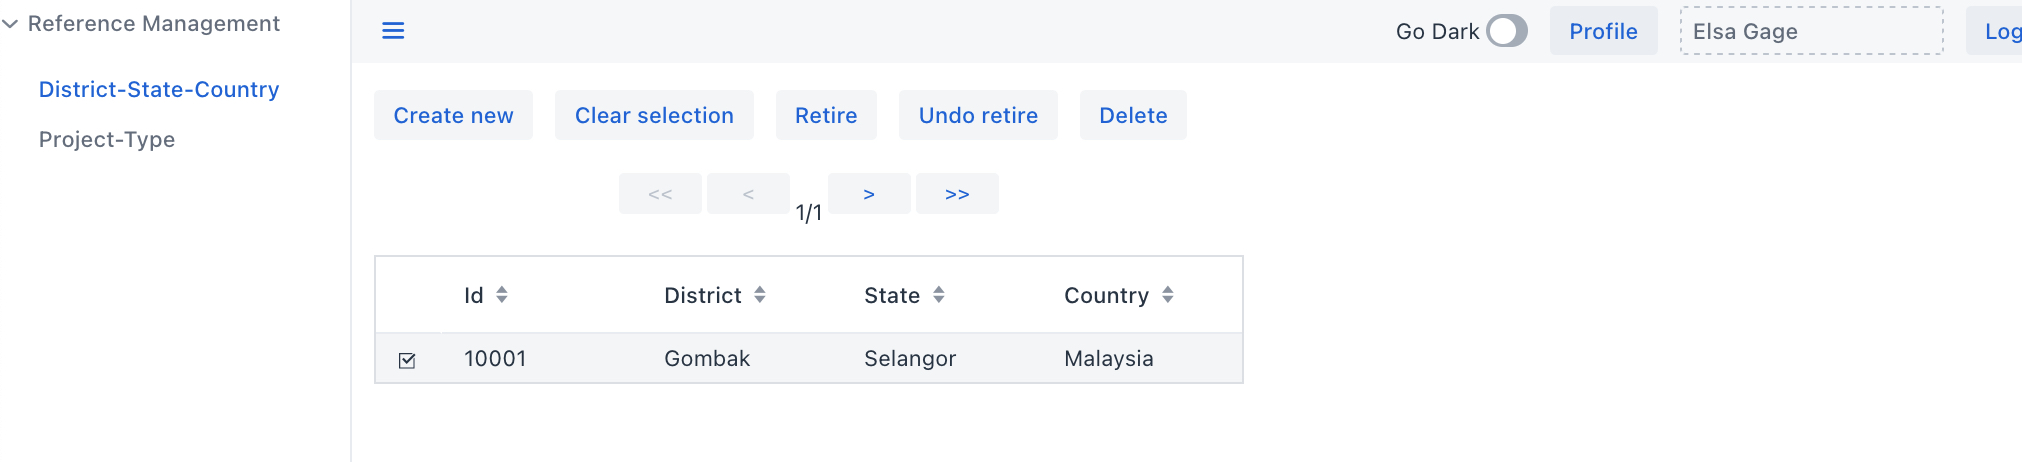 Reference Management
District-State-Country
Project-Type
Go Dark Profile Elsa Gage Log
Create new Clear selection Retire Undo retire Delete
<< < 1/1 > >>
Id District State Country
10001 Gombak Selangor Malaysia